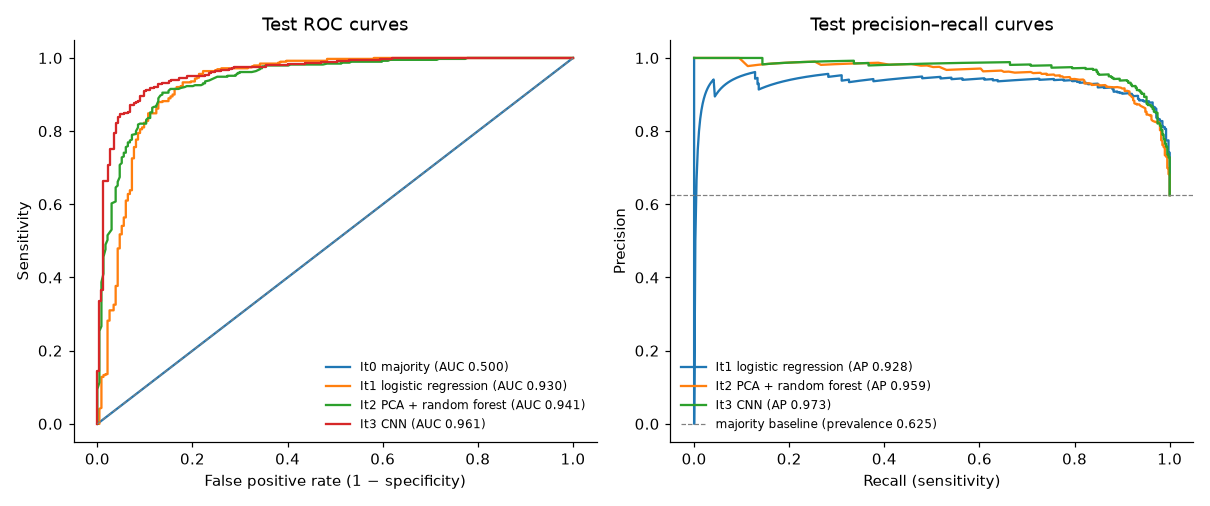 Test ROC curves
1.0
0.8
0.6
0.4
0.2
0.0
Sensitivity
0.0 0.2 0.4 0.6 0.8 1.0
False positive rate (1 − specificity)
It0 majority (AUC 0.500)
It1 logistic regression (AUC 0.930)
It2 PCA + random forest (AUC 0.941)
It3 CNN (AUC 0.961)
Test precision–recall curves
1.0
0.8
0.6
0.4
0.2
0.0
Precision
0.0 0.2 0.4 0.6 0.8 1.0
Recall (sensitivity)
It1 logistic regression (AP 0.928)
It2 PCA + random forest (AP 0.959)
It3 CNN (AP 0.973)
majority baseline (prevalence 0.625)